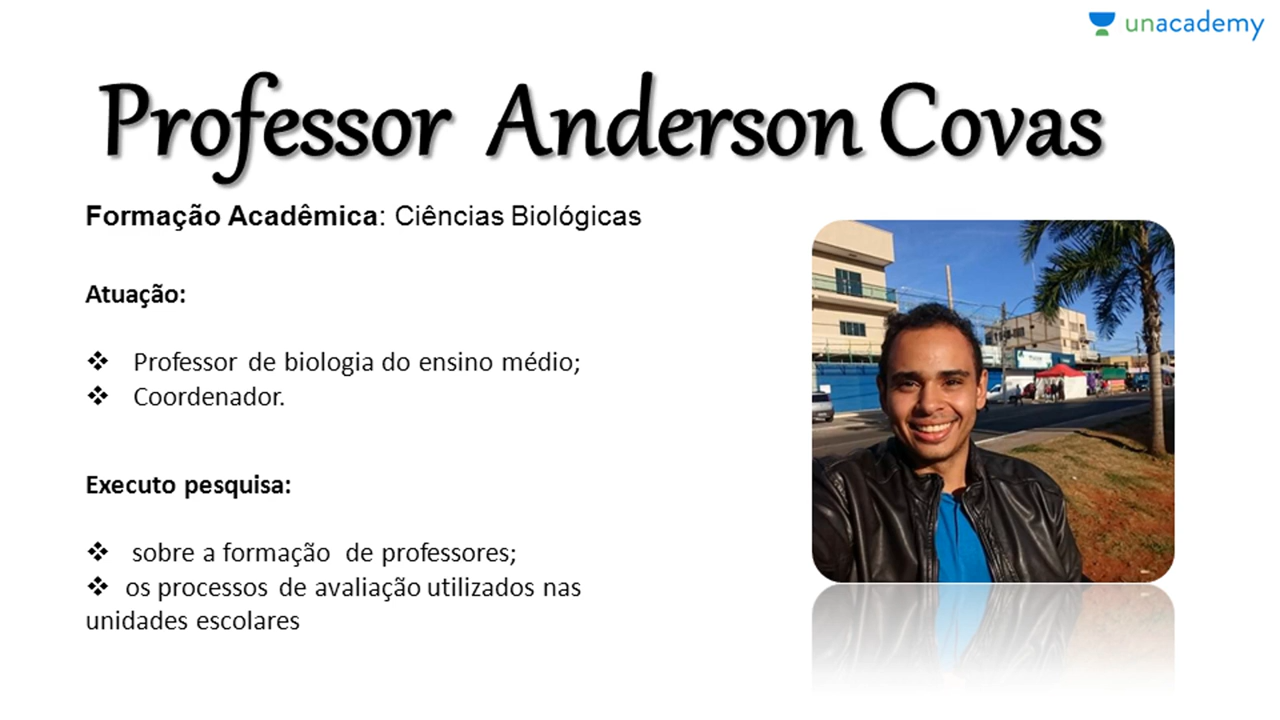 unacademy
Professor Anderson Covas
Formação Acadêmica: Ciências Biológicas
Atuação:
❖ Professor de biologia do ensino médio;
❖ Coordenador.
Executo pesquisa:
❖ sobre a formação de professores;
❖ os processos de avaliação utilizados nas
unidades escolares